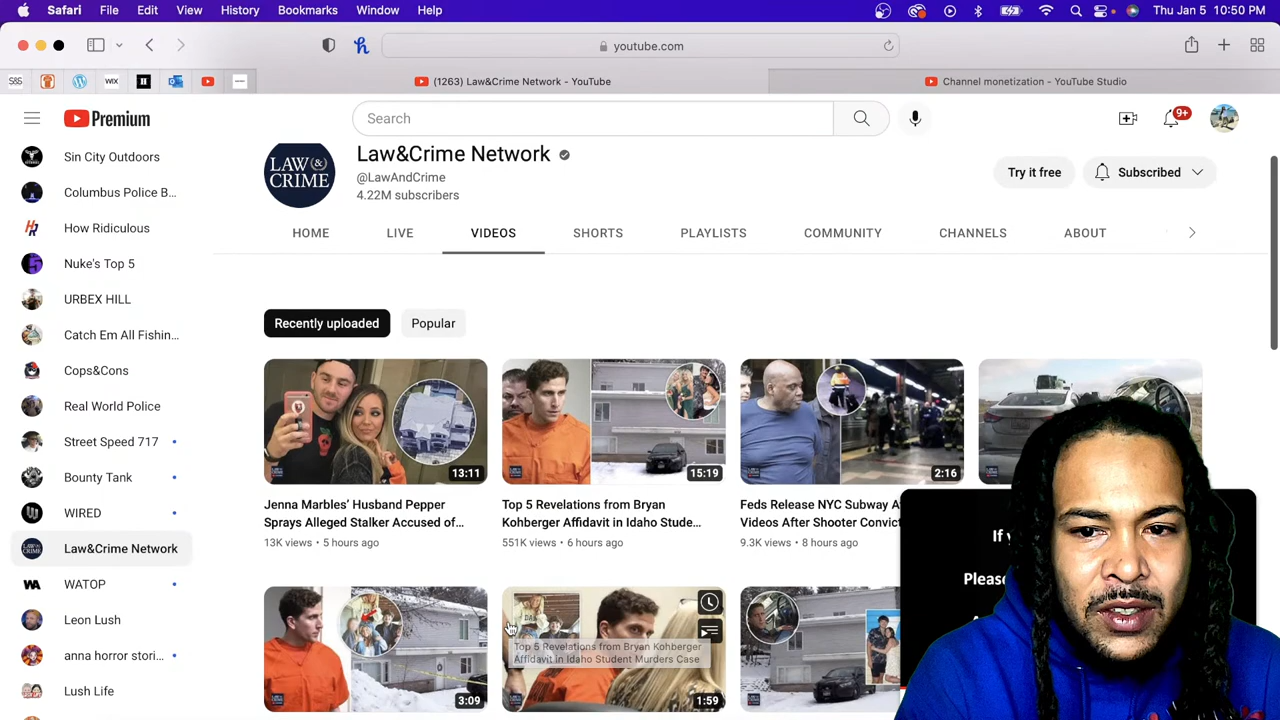 Safari File Edit View History Bookmarks Window Help Thu Jan 5 10:50 PM
youtube.com
S&S WIX (1263) Law&Crime Network - YouTube Channel monetization - YouTube Studio
Premium Search 9+
Sin City Outdoors
Columbus Police B...
How Ridiculous
Nuke's Top 5
URBEX HILL
Catch Em All Fishin...
Cops&Cons
Real World Police
Street Speed 717
Bounty Tank
WIRED
Law&Crime Network
WATOP
Leon Lush
anna horror stori...
Lush Life
LAW &
CRIME
Law&Crime Network
@LawAndCrime
4.22M subscribers
Try it free Subscribed
HOME LIVE VIDEOS SHORTS PLAYLISTS COMMUNITY CHANNELS ABOUT
Recently uploaded Popular
13:11 15:19 2:16
Jenna Marbles' Husband Pepper
Sprays Alleged Stalker Accused of...
13K views • 5 hours ago
Top 5 Revelations from Bryan
Kohberger Affidavit in Idaho Stude...
551K views • 6 hours ago
Feds Release NYC Subway
Videos After Shooter Convic
9.3K views • 8 hours ago
Top 5 Revelations from Bryan Kohberger
Affidavit in Idaho Student Murders Case
3:09 1:59
If
Please